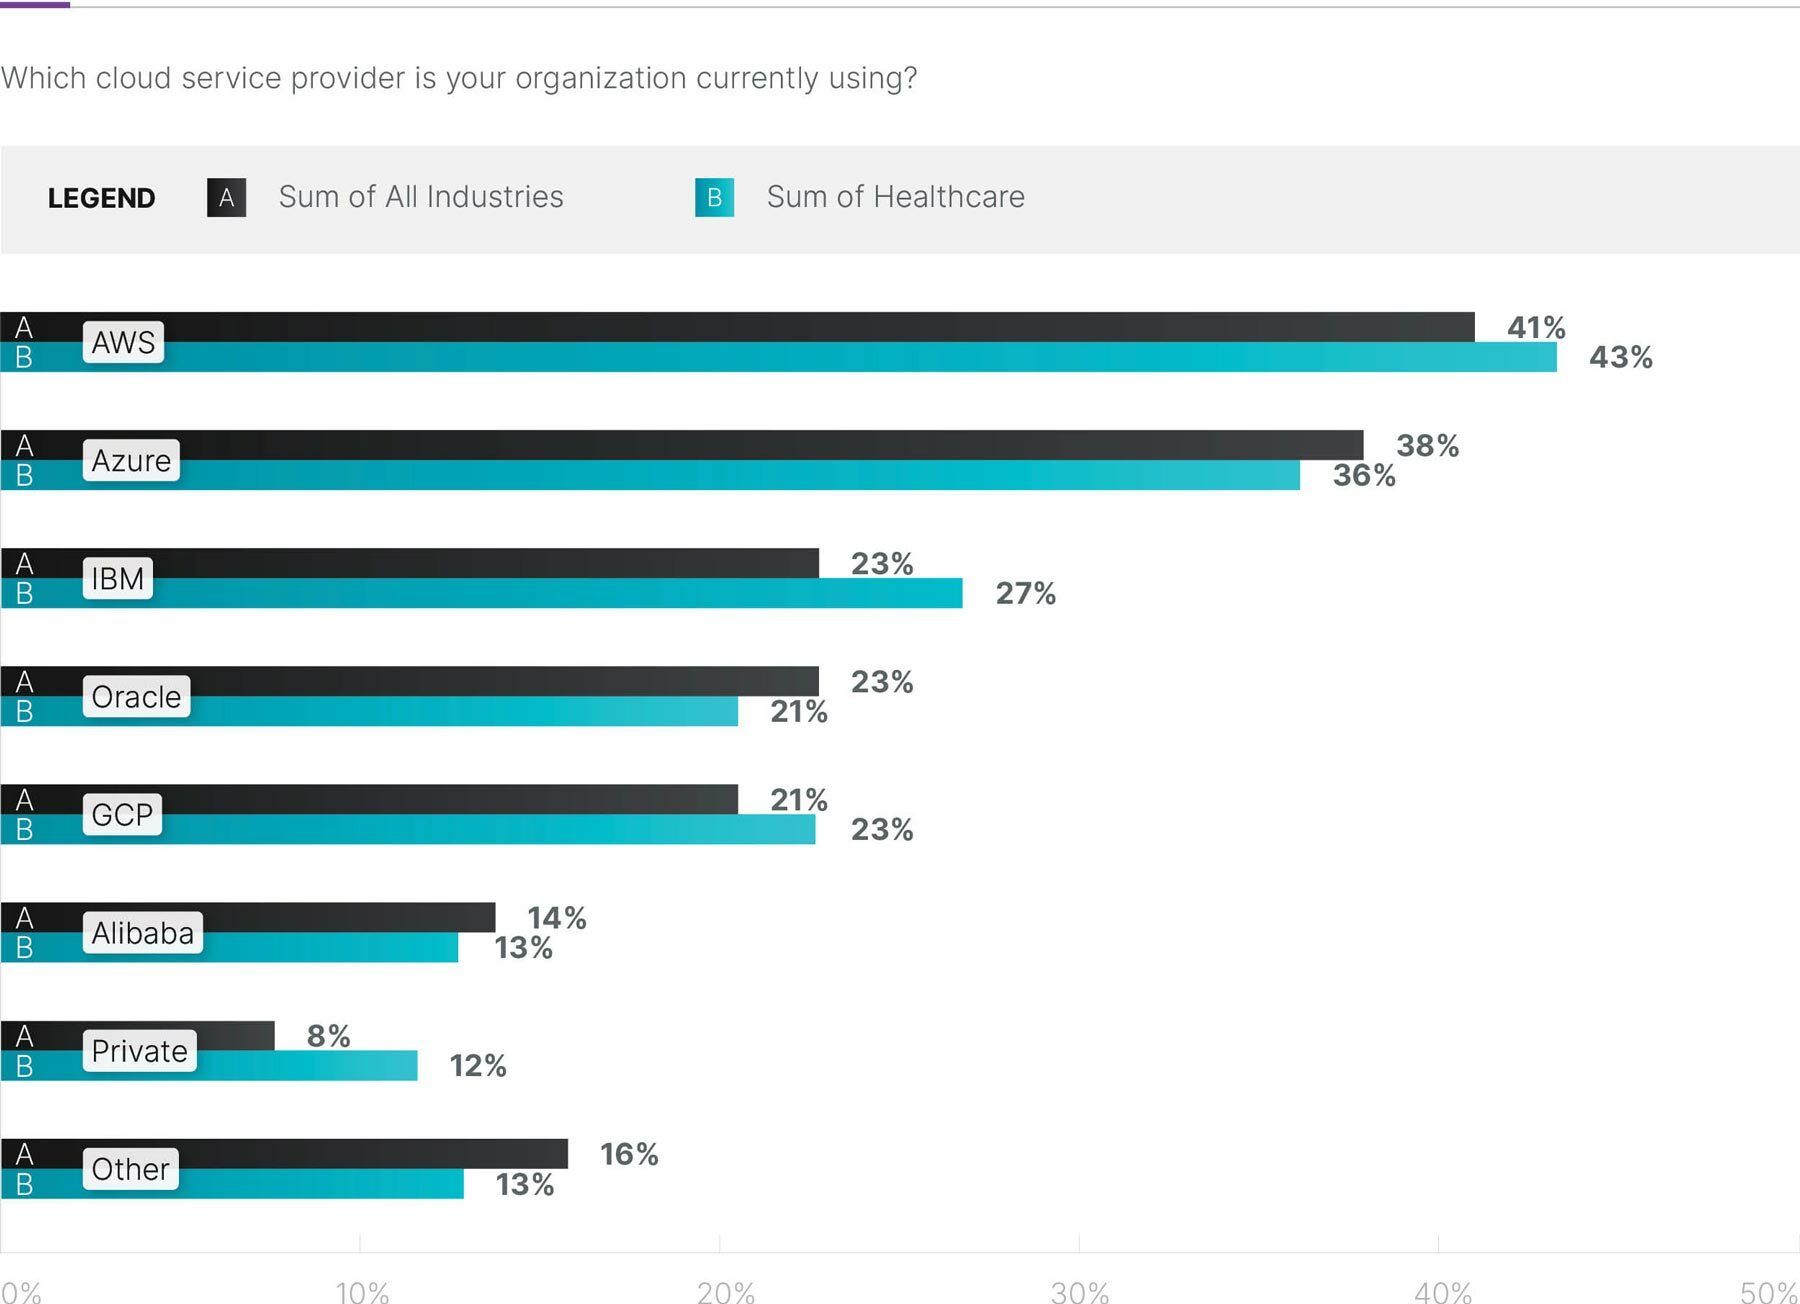 Which cloud service provider is your organization currently using?
LEGEND A Sum of All Industries B Sum of Healthcare
A AWS 41%
B 43%
A Azure 38%
B 36%
A IBM 23%
B 27%
A Oracle 23%
B 21%
A GCP 21%
B 23%
A Alibaba 14%
B 13%
A Private 8%
B 12%
A Other 16%
B 13%
0% 10% 20% 30% 40% 50%